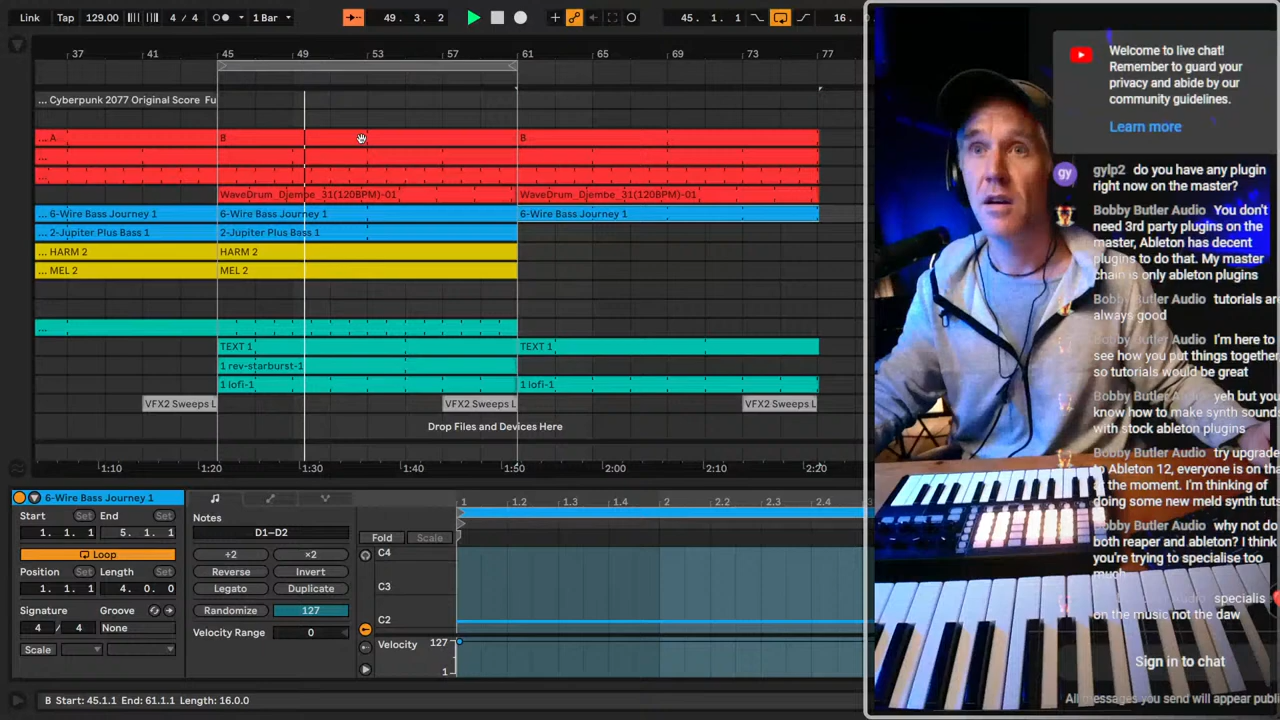 Link Tap 129.00 4 / 4 1 Bar 49. 3. 2 45. 1. 1 16.
37 41 45 49 53 57 61 65 69 73 77
... Cyberpunk 2077 Original Score Fu
... A B B
...
...
WaveDrum_Djembe_31(120BPM)-01 WaveDrum_Djembe_31(120BPM)-01
... 6-Wire Bass Journey 1 6-Wire Bass Journey 1 6-Wire Bass Journey 1
... 2-Jupiter Plus Bass 1 2-Jupiter Plus Bass 1
... HARM 2 HARM 2
... MEL 2 MEL 2
...
TEXT 1 TEXT 1
1 rev-starburst-1
1 lofi-1 1 lofi-1
VFX2 Sweeps L VFX2 Sweeps L VFX2 Sweeps L
Drop Files and Devices Here
1:10 1:20 1:30 1:40 1:50 2:00 2:10 2:20
6-Wire Bass Journey 1
Start Set End Set
1. 1. 1 5. 1. 1
Loop
Position Set Length Set
1. 1. 1 4. 0. 0
Signature Groove
4 / 4 None
Scale
Notes
D1–D2
÷2 ×2
Reverse Invert
Legato Duplicate
Randomize 127
Velocity Range 0
1 1.2 1.3 1.4 2 2.2 2.3 2.4
Fold Scale
C4
C3
C2
Velocity 127
1
B Start: 45.1.1 End: 61.1.1 Length: 16.0.0
Welcome to live chat!
Remember to guard your
privacy and abide by our
community guidelines.
Learn more
gy gylp2 do you have any plugin
right now on the master?
Bobby Butler Audio You don't
need 3rd party plugins on the
master, Ableton has decent
plugins to do that. My master
chain is only ableton plugins
Bobby Butler Audio tutorials are
always good
Bobby Butler Audio I'm here to
see how you put things together
so tutorials would be great
Bobby Butler Audio yeh but you
know how to make synth sounds
with stock ableton plugins
Bobby Butler Audio try upgrade
to Ableton 12, everyone is on that
at the moment. I'm thinking of
doing some new meld synth tuts
Bobby Butler Audio why not do
both reaper and ableton? I think
you're trying to specialise too
much
Bobby Butler Audio specialise
on the music not the daw
Sign in to chat
All messages you send will appear publi